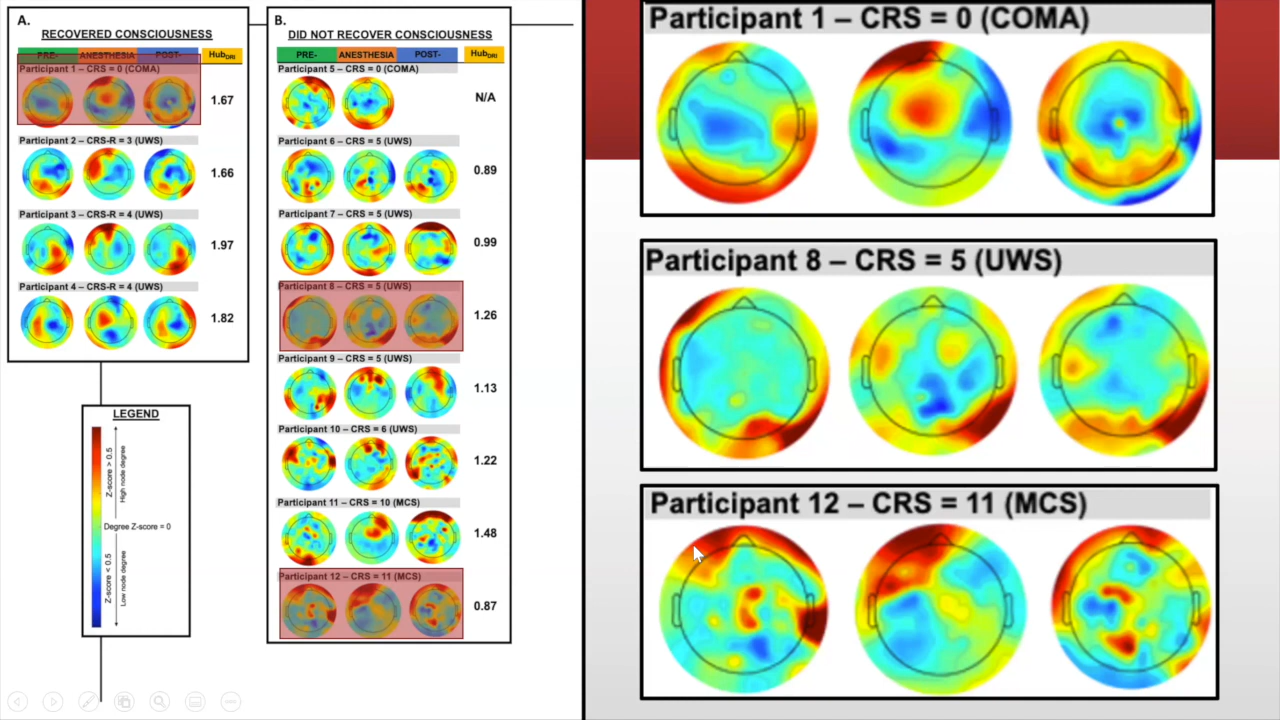 A.
RECOVERED CONSCIOUSNESS
PRE- ANESTHESIA POST- HubDRI
Participant 1 – CRS = 0 (COMA)
1.67
Participant 2 – CRS-R = 3 (UWS)
1.66
Participant 3 – CRS-R = 4 (UWS)
1.97
Participant 4 – CRS-R = 4 (UWS)
1.82
LEGEND
Z-score > 0.5
High node degree
Degree Z-score = 0
Z-score < 0.5
Low node degree
B.
DID NOT RECOVER CONSCIOUSNESS
PRE- ANESTHESIA POST- HubDRI
Participant 5 – CRS = 0 (COMA)
N/A
Participant 6 – CRS = 5 (UWS)
0.89
Participant 7 – CRS = 5 (UWS)
0.99
Participant 8 – CRS = 5 (UWS)
1.26
Participant 9 – CRS = 5 (UWS)
1.13
Participant 10 – CRS = 6 (UWS)
1.22
Participant 11 – CRS = 10 (MCS)
1.48
Participant 12 – CRS = 11 (MCS)
0.87
Participant 1 – CRS = 0 (COMA)
Participant 8 – CRS = 5 (UWS)
Participant 12 – CRS = 11 (MCS)